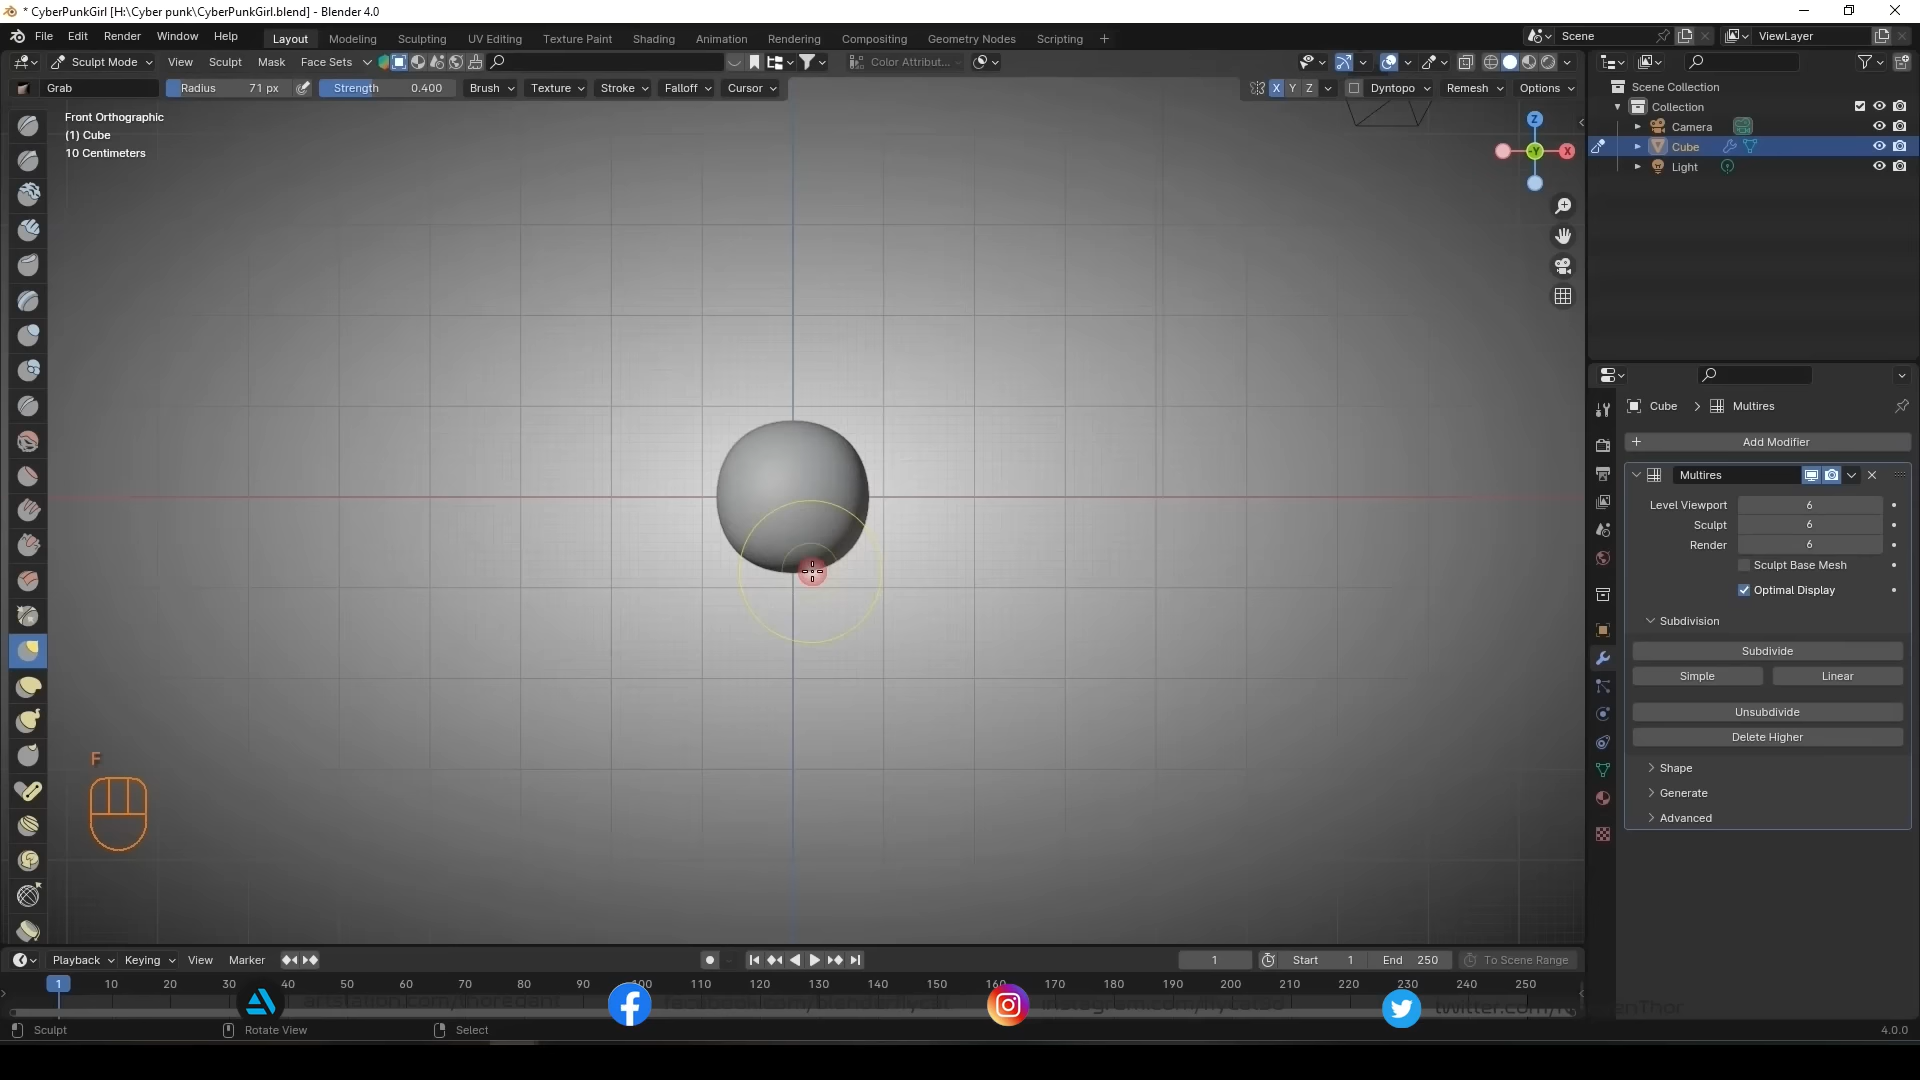 * CyberPunkGirl [H:\Cyber punk\CyberPunkGirl.blend] - Blender 4.0
File Edit Render Window Help Layout Modeling Sculpting UV Editing Texture Paint Shading Animation Rendering Compositing Geometry Nodes Scripting + Scene ViewLayer
Sculpt Mode View Sculpt Mask Face Sets Color Attribut...
Grab Radius 71 px Strength 0.400 Brush Texture Stroke Falloff Cursor X Y Z Dyntopo Remesh Options
Front Orthographic
(1) Cube
10 Centimeters
Z
-Y X
Scene Collection
Collection
Camera
Cube
Light
Cube > Multires
+ Add Modifier
Multires
Level Viewport 6
Sculpt 6
Render 6
Sculpt Base Mesh
Optimal Display
Subdivision
Subdivide
Simple Linear
Unsubdivide
Delete Higher
Shape
Generate
Advanced
F
Playback Keying View Marker 1 Start 1 End 250 To Scene Range
1 10 20 30 40 50 60 70 80 90 100 110 120 130 140 150 160 170 180 190 200 210 220 230 240 250
Sculpt Rotate View Select 4.0.0